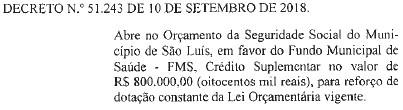 DECRETO N.º 51.243 DE 10 DE SETEMBRO DE 2018.
Abre no Orçamento da Seguridade Social do Muni-
cípio de São Luís, em favor do Fundo Municipal de
Saúde - FMS, Crédito Suplementar no valor de
R$ 800.000,00 (oitocentos mil reais), para reforço de
dotação constante da Lei Orçamentária vigente.